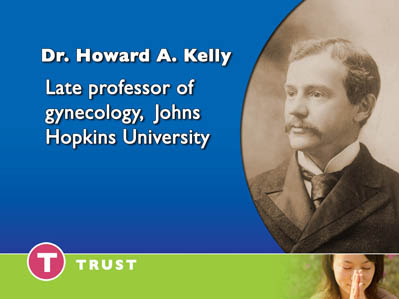 Dr. Howard A. Kelly
Late professor of
gynecology, Johns
Hopkins University
T TRUST